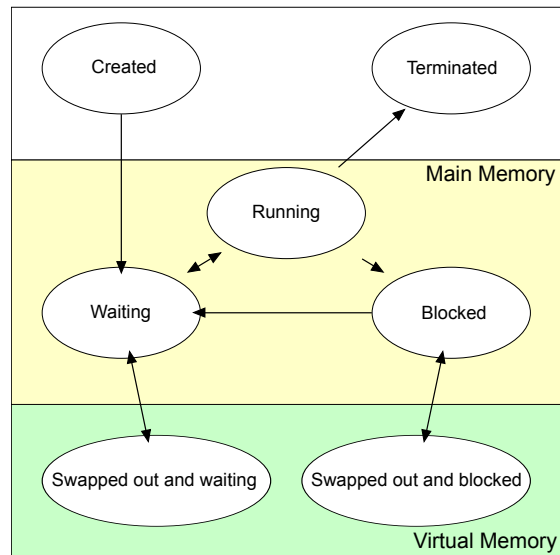 Created
Terminated
Main Memory
Running
Waiting
Blocked
Swapped out and waiting
Swapped out and blocked
Virtual Memory